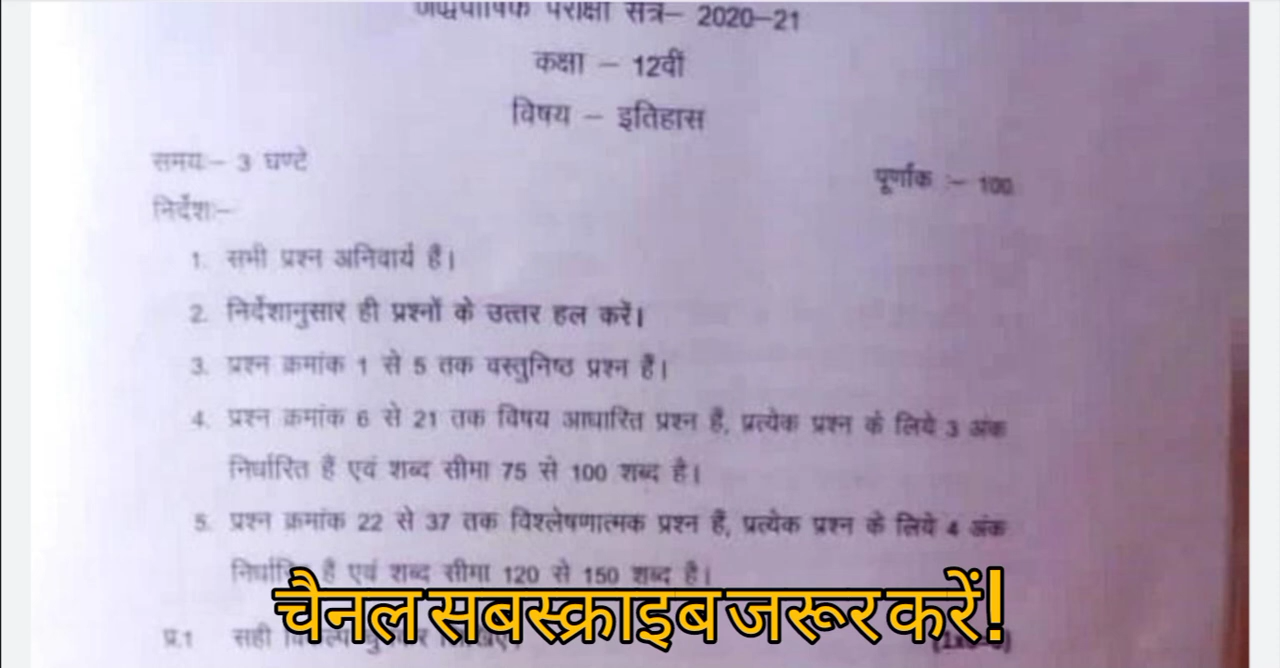 अर्द्धवार्षिक परीक्षा सत्र– 2020–21
कक्षा – 12वीं
विषय – इतिहास
समय:– 3 घण्टे
पूर्णांक :– 100
निर्देश:–
1. सभी प्रश्न अनिवार्य हैं।
2. निर्देशानुसार ही प्रश्नों के उत्तर हल करें।
3. प्रश्न क्रमांक 1 से 5 तक वस्तुनिष्ठ प्रश्न हैं।
4. प्रश्न क्रमांक 6 से 21 तक विषय आधारित प्रश्न हैं, प्रत्येक प्रश्न के लिये 3 अंक
निर्धारित हैं एवं शब्द सीमा 75 से 100 शब्द है।
5. प्रश्न क्रमांक 22 से 37 तक विश्लेषणात्मक प्रश्न हैं, प्रत्येक प्रश्न के लिये 4 अंक
निर्धारित है एवं शब्द सीमा 120 से 150 शब्द है।
चैनल सबस्क्राइब जरूर करें!
प्र.1 सही